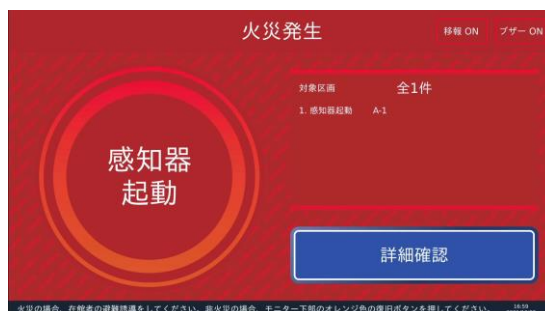 火災発生
移報 ON
ブザー ON
対象区画 全1件
1. 感知器起動 A-1
感知器
起動
詳細確認
火災の場合、在館者の避難誘導をしてください。非火災の場合、モニター下部のオレンジ色の復旧ボタンを押してください。
16:59